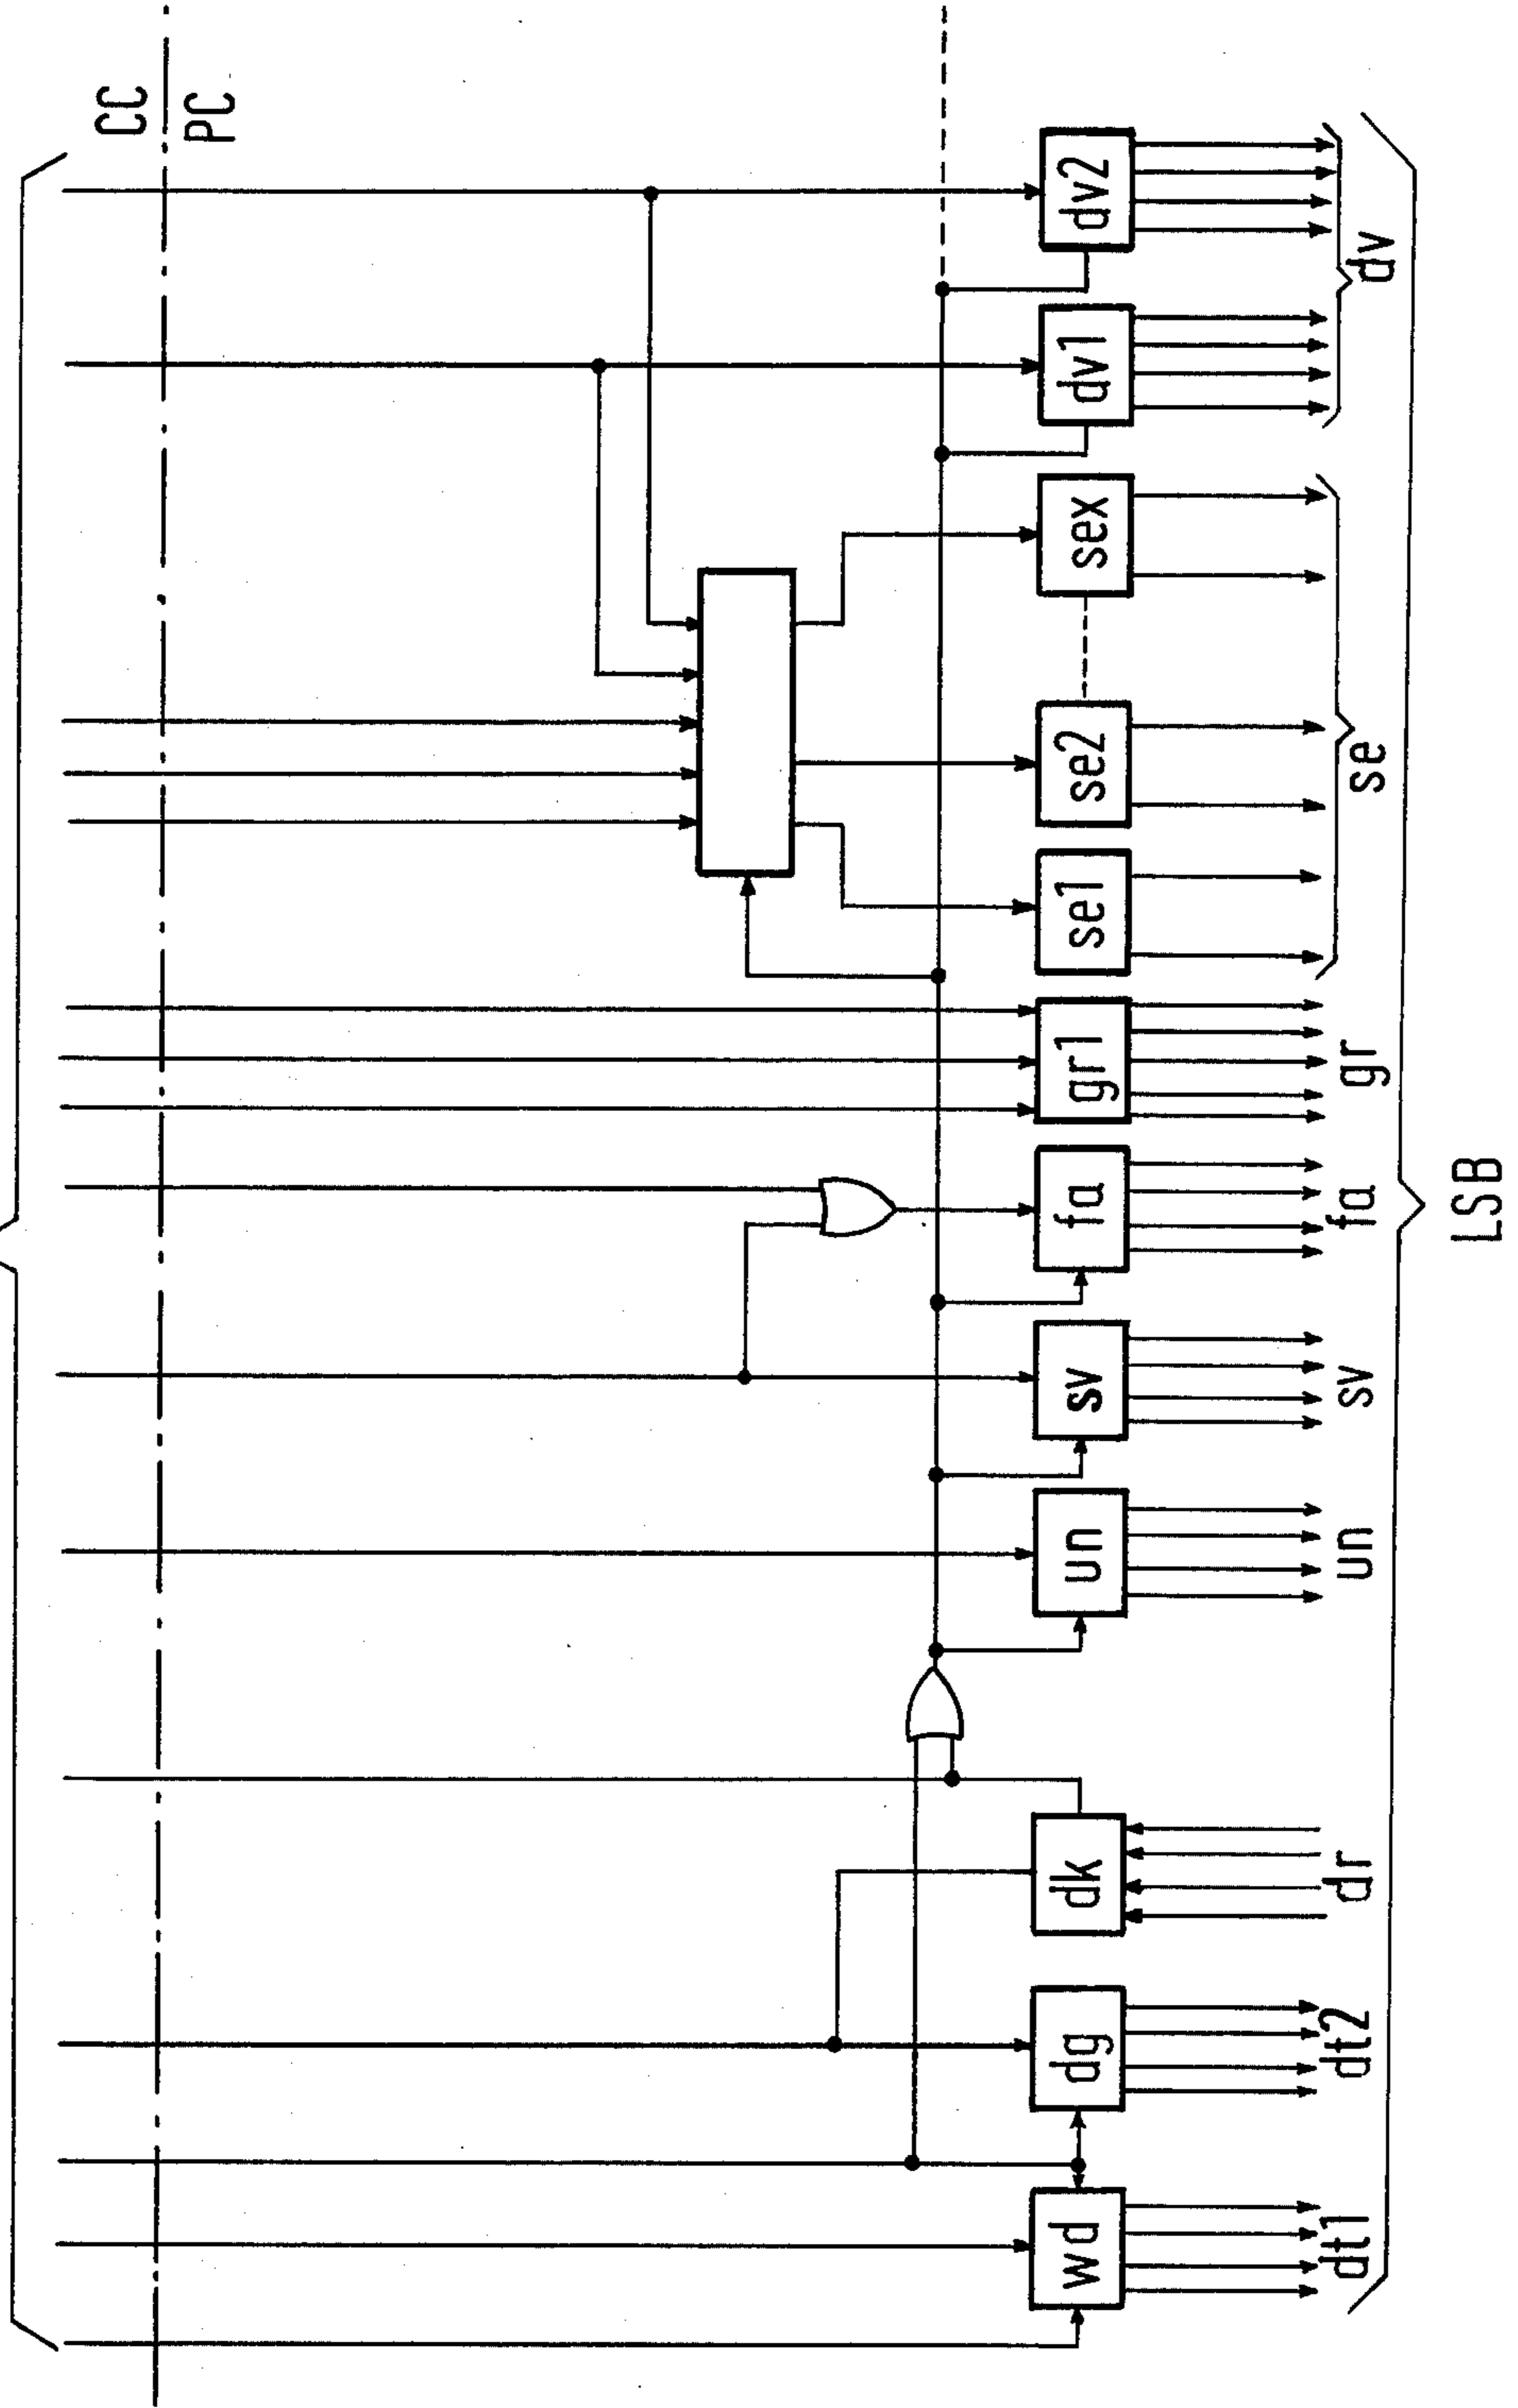 CC
PC
wd
dg
dk
un
sv
fa
gr1
se1
se2
sex
dv1
dv2
dt1
dt2
dr
un
sv
fa
gr
se
dv
LSB